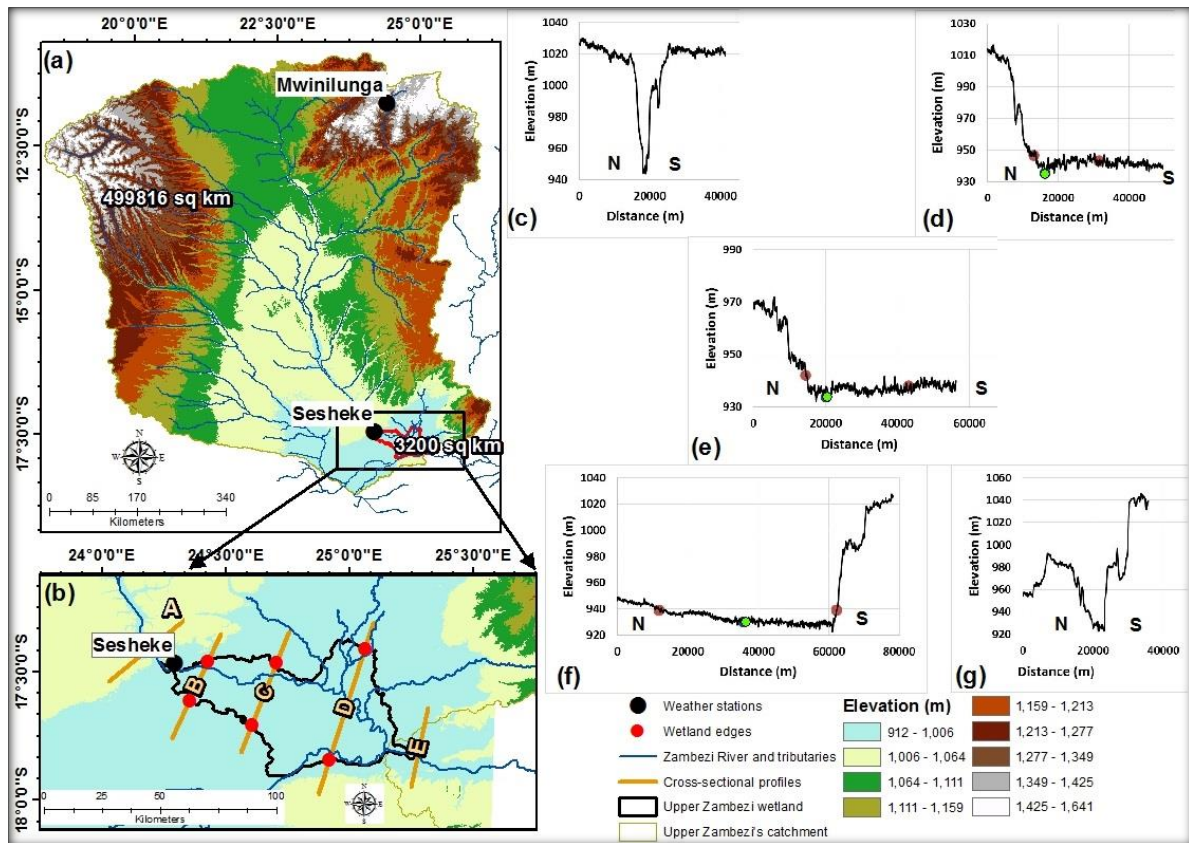 20°0'0"E 22°30'0"E 25°0'0"E
(a)
Mwinilunga
499816 sq km
Sesheke
3200 sq km
12°30'0"S
15°0'0"S
17°30'0"S
N
W E
S
0 85 170 340
Kilometers
24°0'0"E 24°30'0"E 25°0'0"E 25°30'0"E
(b)
A
Sesheke
B
C
D
E
17°30'0"S
18°0'0"S
0 25 50 100
Kilometers
Elevation (m)
1040
1020
1000
980
960
940
N S
0 20000 40000
Distance (m)
(c)
Elevation (m)
1030
1010
990
970
950
930
N S
0 20000 40000
Distance (m)
(d)
Elevation (m)
990
970
950
930
N S
0 20000 40000 60000
Distance (m)
(e)
Elevation (m)
1040
1020
1000
980
960
940
920
N S
0 20000 40000 60000 80000
Distance (m)
(f)
Elevation (m)
1060
1040
1020
1000
980
960
940
920
N S
0 20000 40000
Distance (m)
(g)
Weather stations
Wetland edges
Zambezi River and tributaries
Cross-sectional profiles
Upper Zambezi wetland
Upper Zambezi's catchment
Elevation (m)
912 - 1,006
1,006 - 1,064
1,064 - 1,111
1,111 - 1,159
1,159 - 1,213
1,213 - 1,277
1,277 - 1,349
1,349 - 1,425
1,425 - 1,641